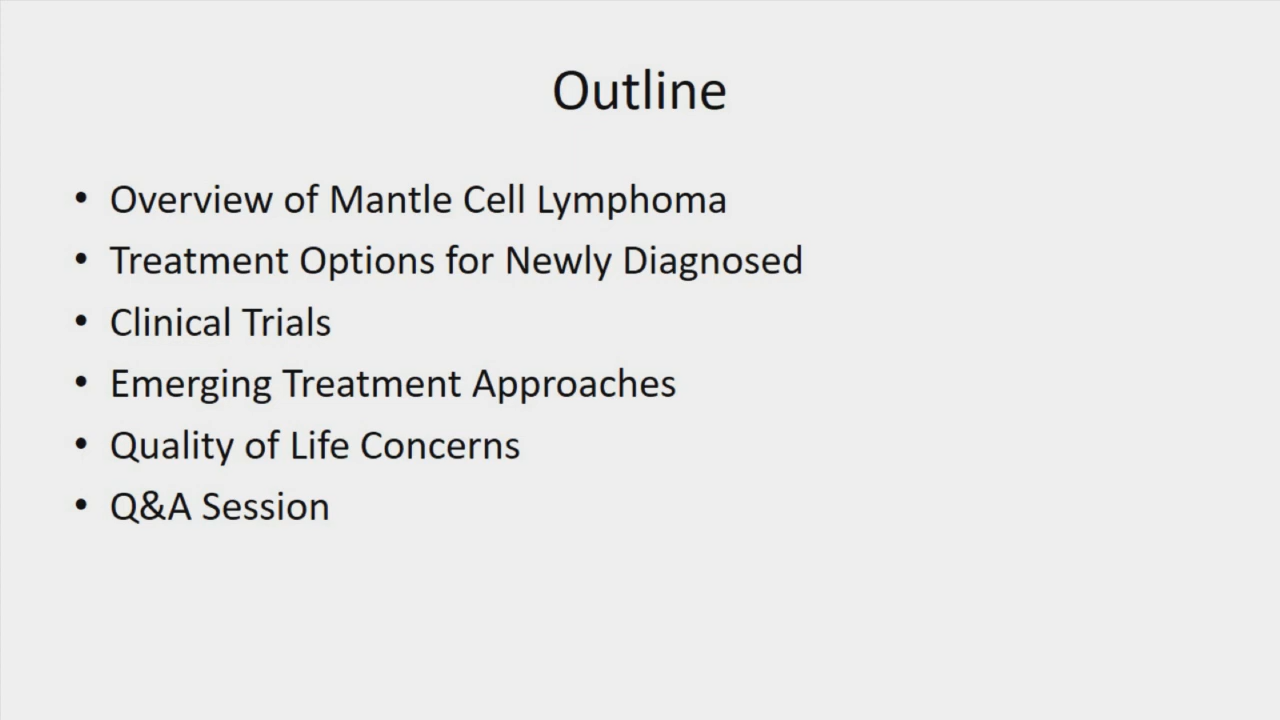 Outline
• Overview of Mantle Cell Lymphoma
• Treatment Options for Newly Diagnosed
• Clinical Trials
• Emerging Treatment Approaches
• Quality of Life Concerns
• Q&A Session